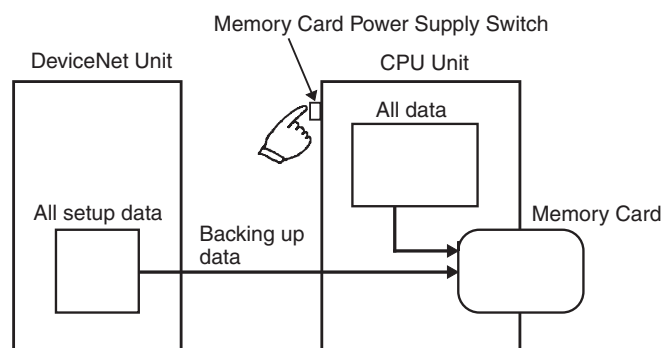 Memory Card Power Supply Switch
DeviceNet Unit
CPU Unit
All data
All setup data
Memory Card
Backing up
data